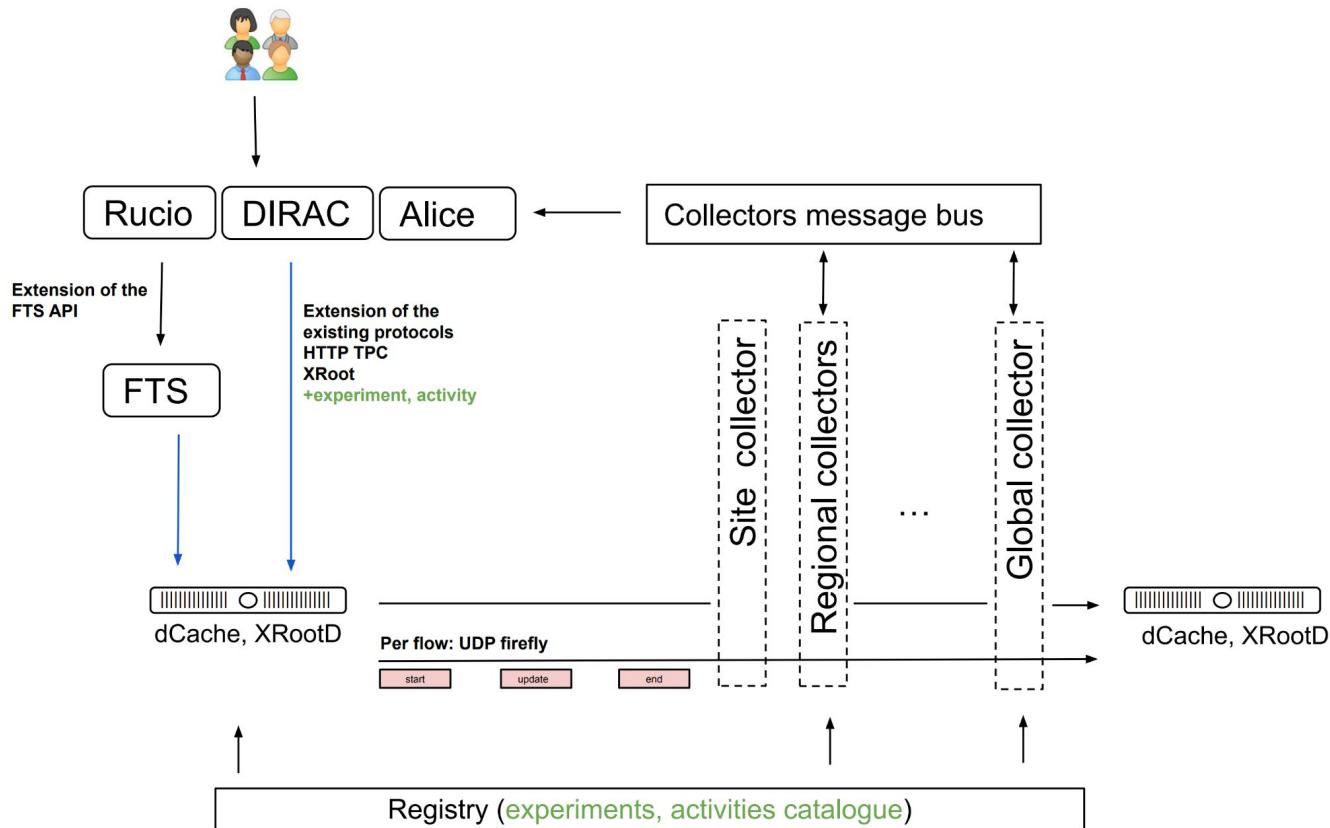 Rucio
DIRAC
Alice
Collectors message bus
Extension of the
FTS API
Extension of the
existing protocols
HTTP TPC
XRoot
+experiment, activity
FTS
Site collector
Regional collectors
...
Global collector
dCache, XRootD
dCache, XRootD
Per flow: UDP firefly
start
update
end
Registry (experiments, activities catalogue)